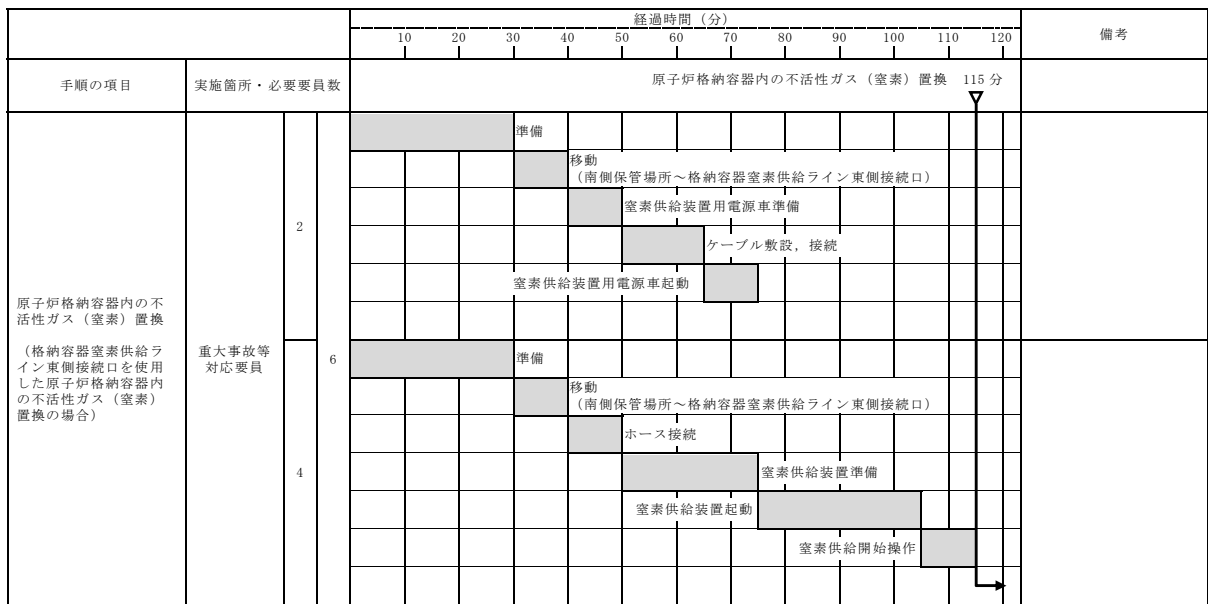 経過時間（分）
10 20 30 40 50 60 70 80 90 100 110 120
備考
手順の項目
実施箇所・必要要員数
原子炉格納容器内の不活性ガス（窒素）置換 115分
原子炉格納容器内の不
活性ガス（窒素）置換
（格納容器窒素供給ラ
イン東側接続口を使用
した原子炉格納容器内
の不活性ガス（窒素）
置換の場合）
重大事故等
対応要員
2
6
準備
移動
（南側保管場所～格納容器窒素供給ライン東側接続口）
窒素供給装置用電源車準備
ケーブル敷設，接続
窒素供給装置用電源車起動
4
準備
移動
（南側保管場所～格納容器窒素供給ライン東側接続口）
ホース接続
窒素供給装置準備
窒素供給装置起動
窒素供給開始操作